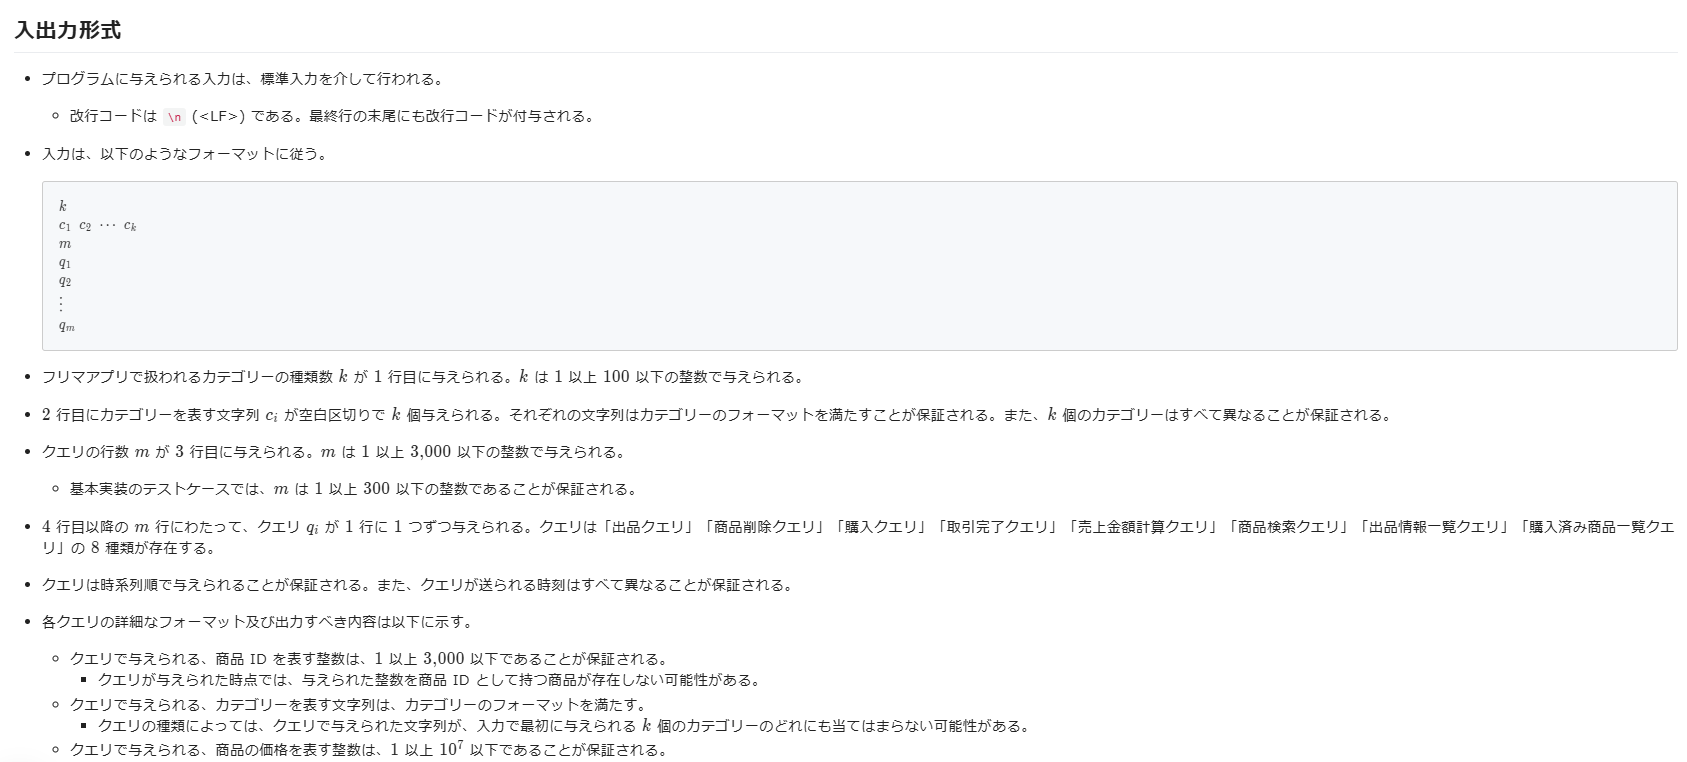 入出力形式
• プログラムに与えられる入力は、標準入力を介して行われる。
◦ 改行コードは \n (<LF>) である。最終行の末尾にも改行コードが付与される。
• 入力は、以下のようなフォーマットに従う。
k
c₁ c₂ ⋯ cₖ
m
q₁
q₂
⋮
qₘ
• フリマアプリで扱われるカテゴリーの種類数 k が 1 行目に与えられる。k は 1 以上 100 以下の整数で与えられる。
• 2 行目にカテゴリーを表す文字列 cᵢ が空白区切りで k 個与えられる。それぞれの文字列はカテゴリーのフォーマットを満たすことが保証される。また、k 個のカテゴリーはすべて異なることが保証される。
• クエリの行数 m が 3 行目に与えられる。m は 1 以上 3,000 以下の整数で与えられる。
◦ 基本実装のテストケースでは、m は 1 以上 300 以下の整数であることが保証される。
• 4 行目以降の m 行にわたって、クエリ qᵢ が 1 行に 1 つずつ与えられる。クエリは「出品クエリ」「商品削除クエリ」「購入クエリ」「取引完了クエリ」「売上金額計算クエリ」「商品検索クエリ」「出品情報一覧クエリ」「購入済み商品一覧クエ
リ」の 8 種類が存在する。
• クエリは時系列順で与えられることが保証される。また、クエリが送られる時刻はすべて異なることが保証される。
• 各クエリの詳細なフォーマット及び出力すべき内容は以下に示す。
◦ クエリで与えられる、商品 ID を表す整数は、1 以上 3,000 以下であることが保証される。
▪ クエリが与えられた時点では、与えられた整数を商品 ID として持つ商品が存在しない可能性がある。
◦ クエリで与えられる、カテゴリーを表す文字列は、カテゴリーのフォーマットを満たす。
▪ クエリの種類によっては、クエリで与えられた文字列が、入力で最初に与えられる k 個のカテゴリーのどれにも当てはまらない可能性がある。
◦ クエリで与えられる、商品の価格を表す整数は、1 以上 10⁷ 以下であることが保証される。